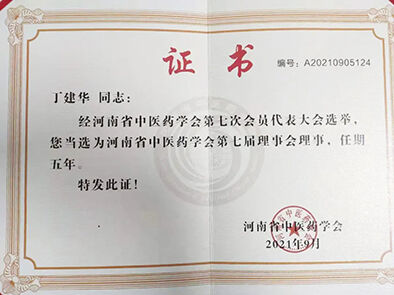 证书
编号：A20210905124
丁建华 同志：
经河南省中医药学会第七次会员代表大会选举，
您当选为河南省中医药学会第七届理事会理事，任期
五年。
特发此证！
河南省中医药学会
2021年9月